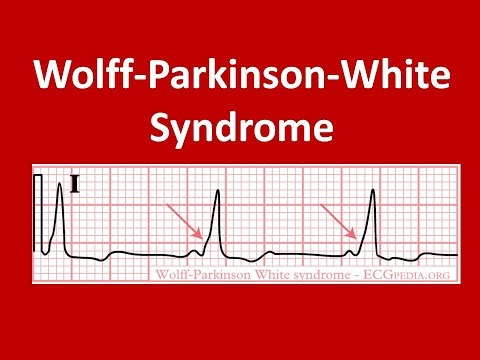 Wolff-Parkinson-White
Syndrome
I
Wolff-Parkinson White syndrome - ECGPEDIA.ORG